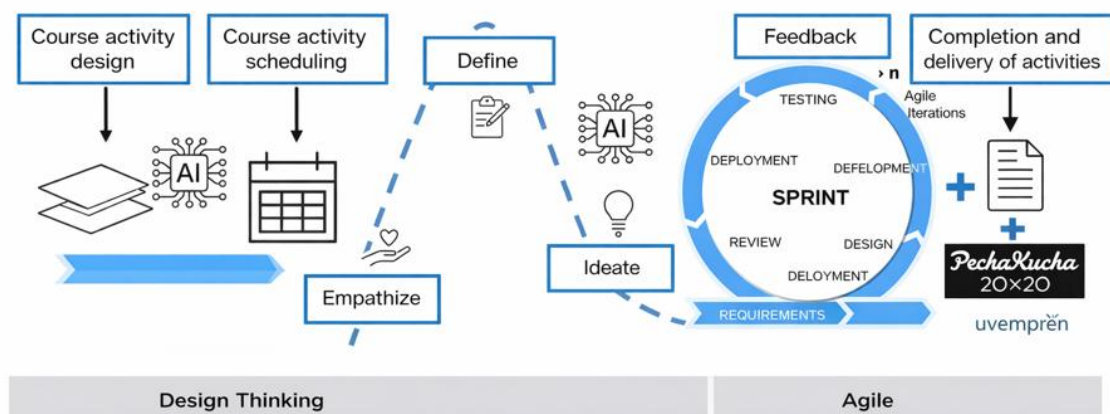 Course activity
design
Course activity
scheduling
AI
Empathize
Define
AI
Ideate
Feedback
› n
Agile
Iterations
TESTING
DEPLOYMENT
DEFELOPMENT
SPRINT
REVIEW
DESIGN
DELOYMENT
REQUIREMENTS
Completion and
delivery of activities
PechaKucha
20×20
uvemprĕn
Design Thinking
Agile